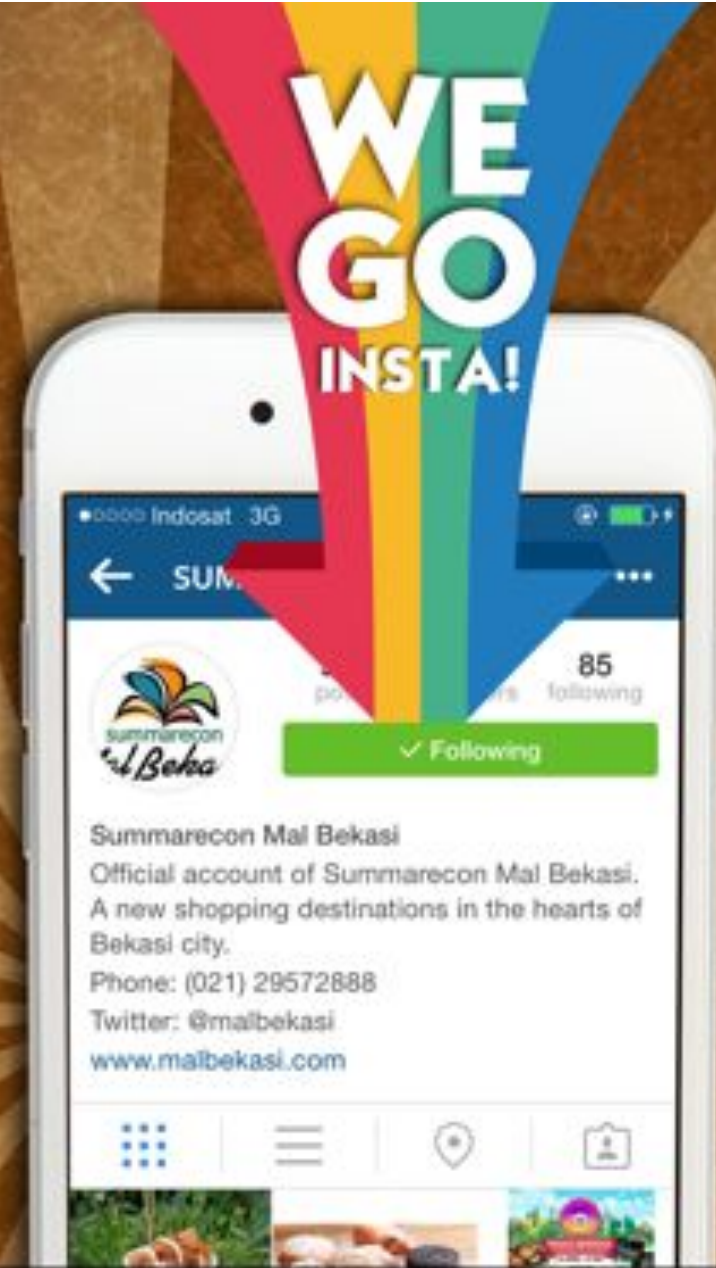 WE
GO
INSTA!
Indosat 3G
85
following
summarecon
Following
Summarecon Mal Bekasi
Official account of Summarecon Mal Bekasi.
A new shopping destinations in the hearts of
Bekasi city.
Phone: (021) 29572888
Twitter: @malbekasi
www.malbekasi.com